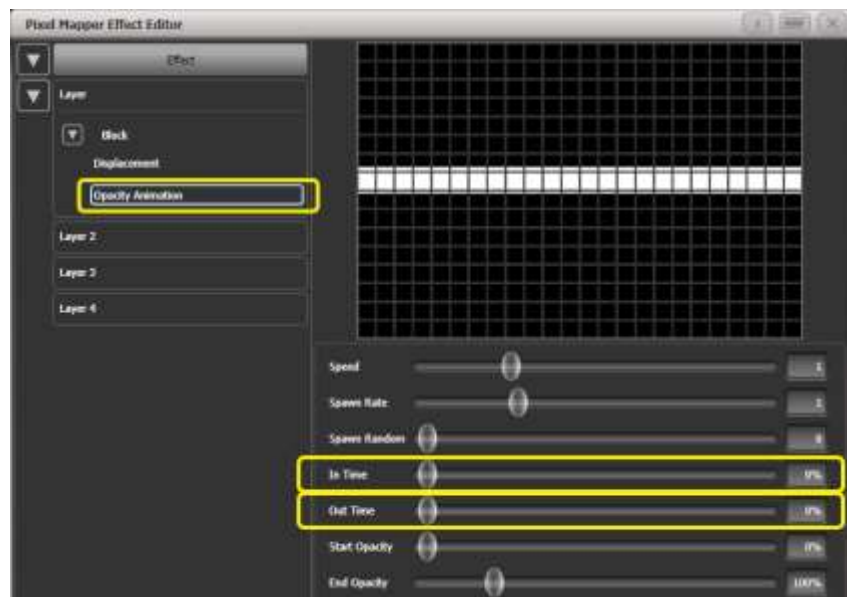 Pixel Mapper Effect Editor
Effect
Layer
Block
Displacement
Opacity Animation
Layer 2
Layer 3
Layer 4
Speed 1
Spawn Rate 1
Spawn Random 0
In Time 0%
Out Time 0%
Start Opacity 0%
End Opacity 100%